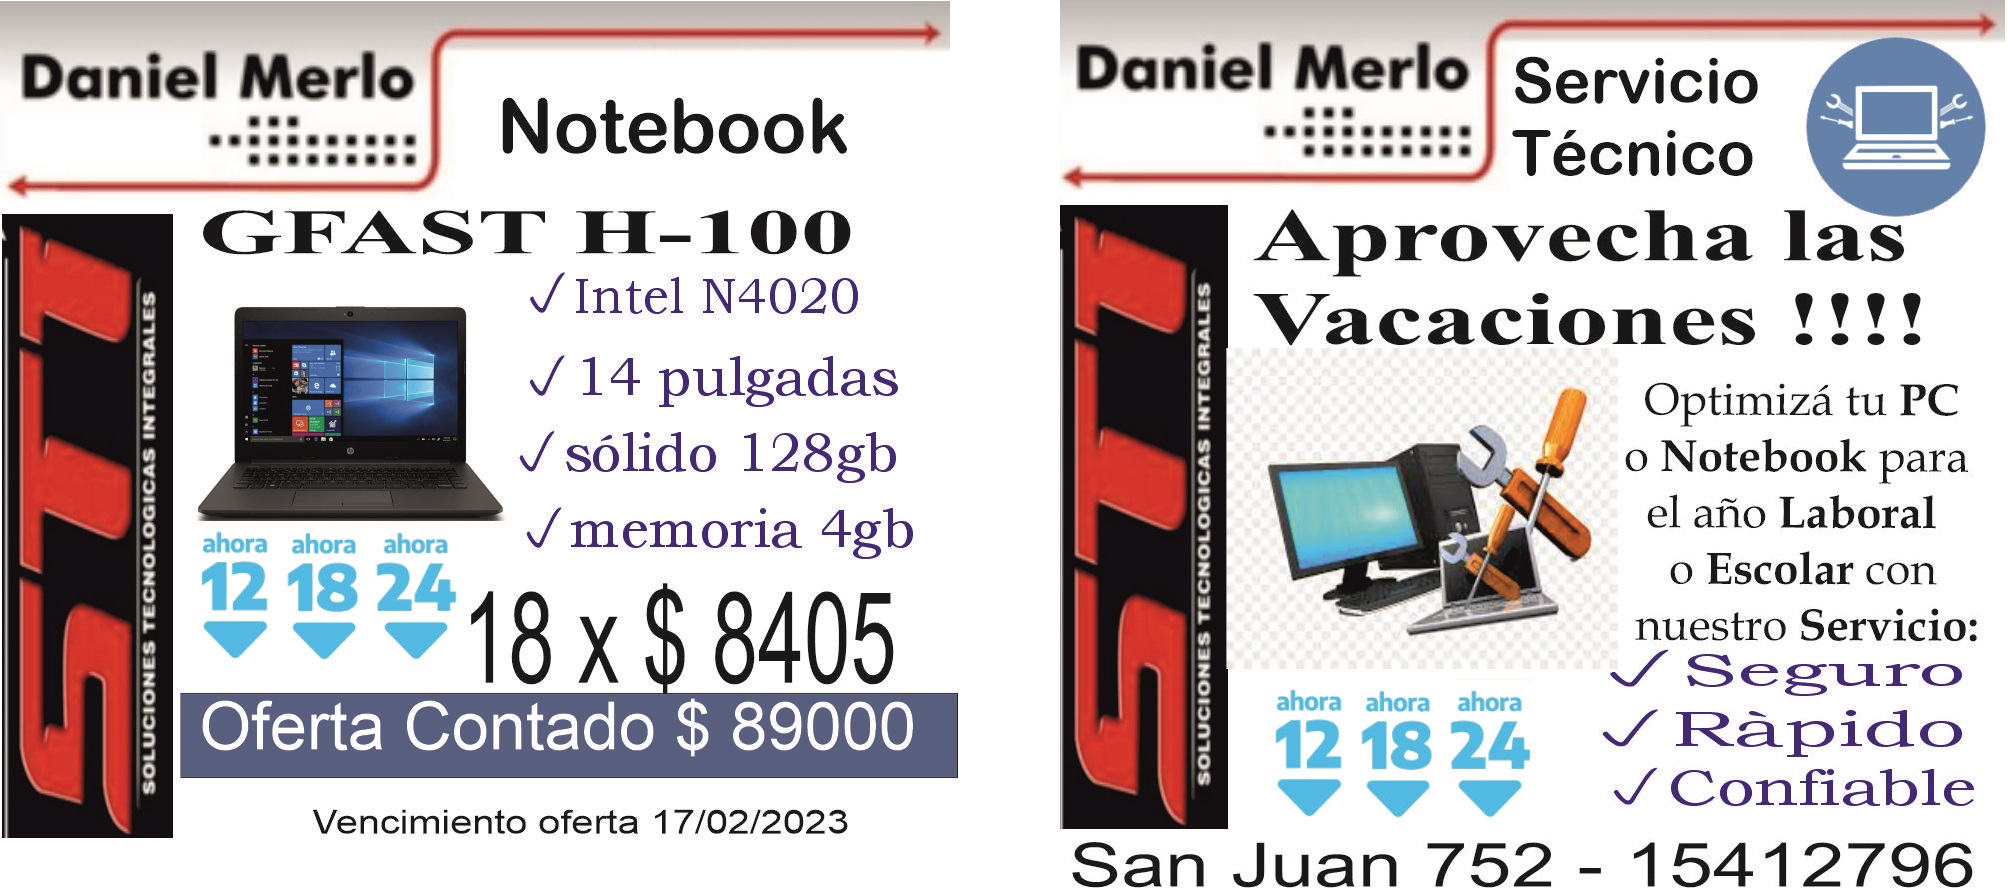 Daniel Merlo
Notebook
GFAST H-100
STI
SOLUCIONES TECNOLOGICAS INTEGRALES
✓ Intel N4020
✓ 14 pulgadas
✓ sólido 128gb
✓ memoria 4gb
ahora 12
ahora 18
ahora 24
18 x $ 8405
Oferta Contado $ 89000
Vencimiento oferta 17/02/2023
Daniel Merlo
Servicio
Técnico
Aprovecha las
Vacaciones !!!!
STI
SOLUCIONES TECNOLOGICAS INTEGRALES
Optimizá tu PC
o Notebook para
el año Laboral
o Escolar con
nuestro Servicio:
✓ Seguro
✓ Ràpido
✓ Confiable
ahora 12
ahora 18
ahora 24
San Juan 752 - 15412796